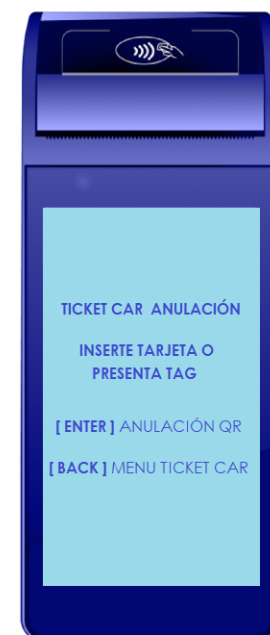 TICKET CAR ANULACIÓN
INSERTE TARJETA O
PRESENTA TAG
[ ENTER ] ANULACIÓN QR
[ BACK ] MENU TICKET CAR